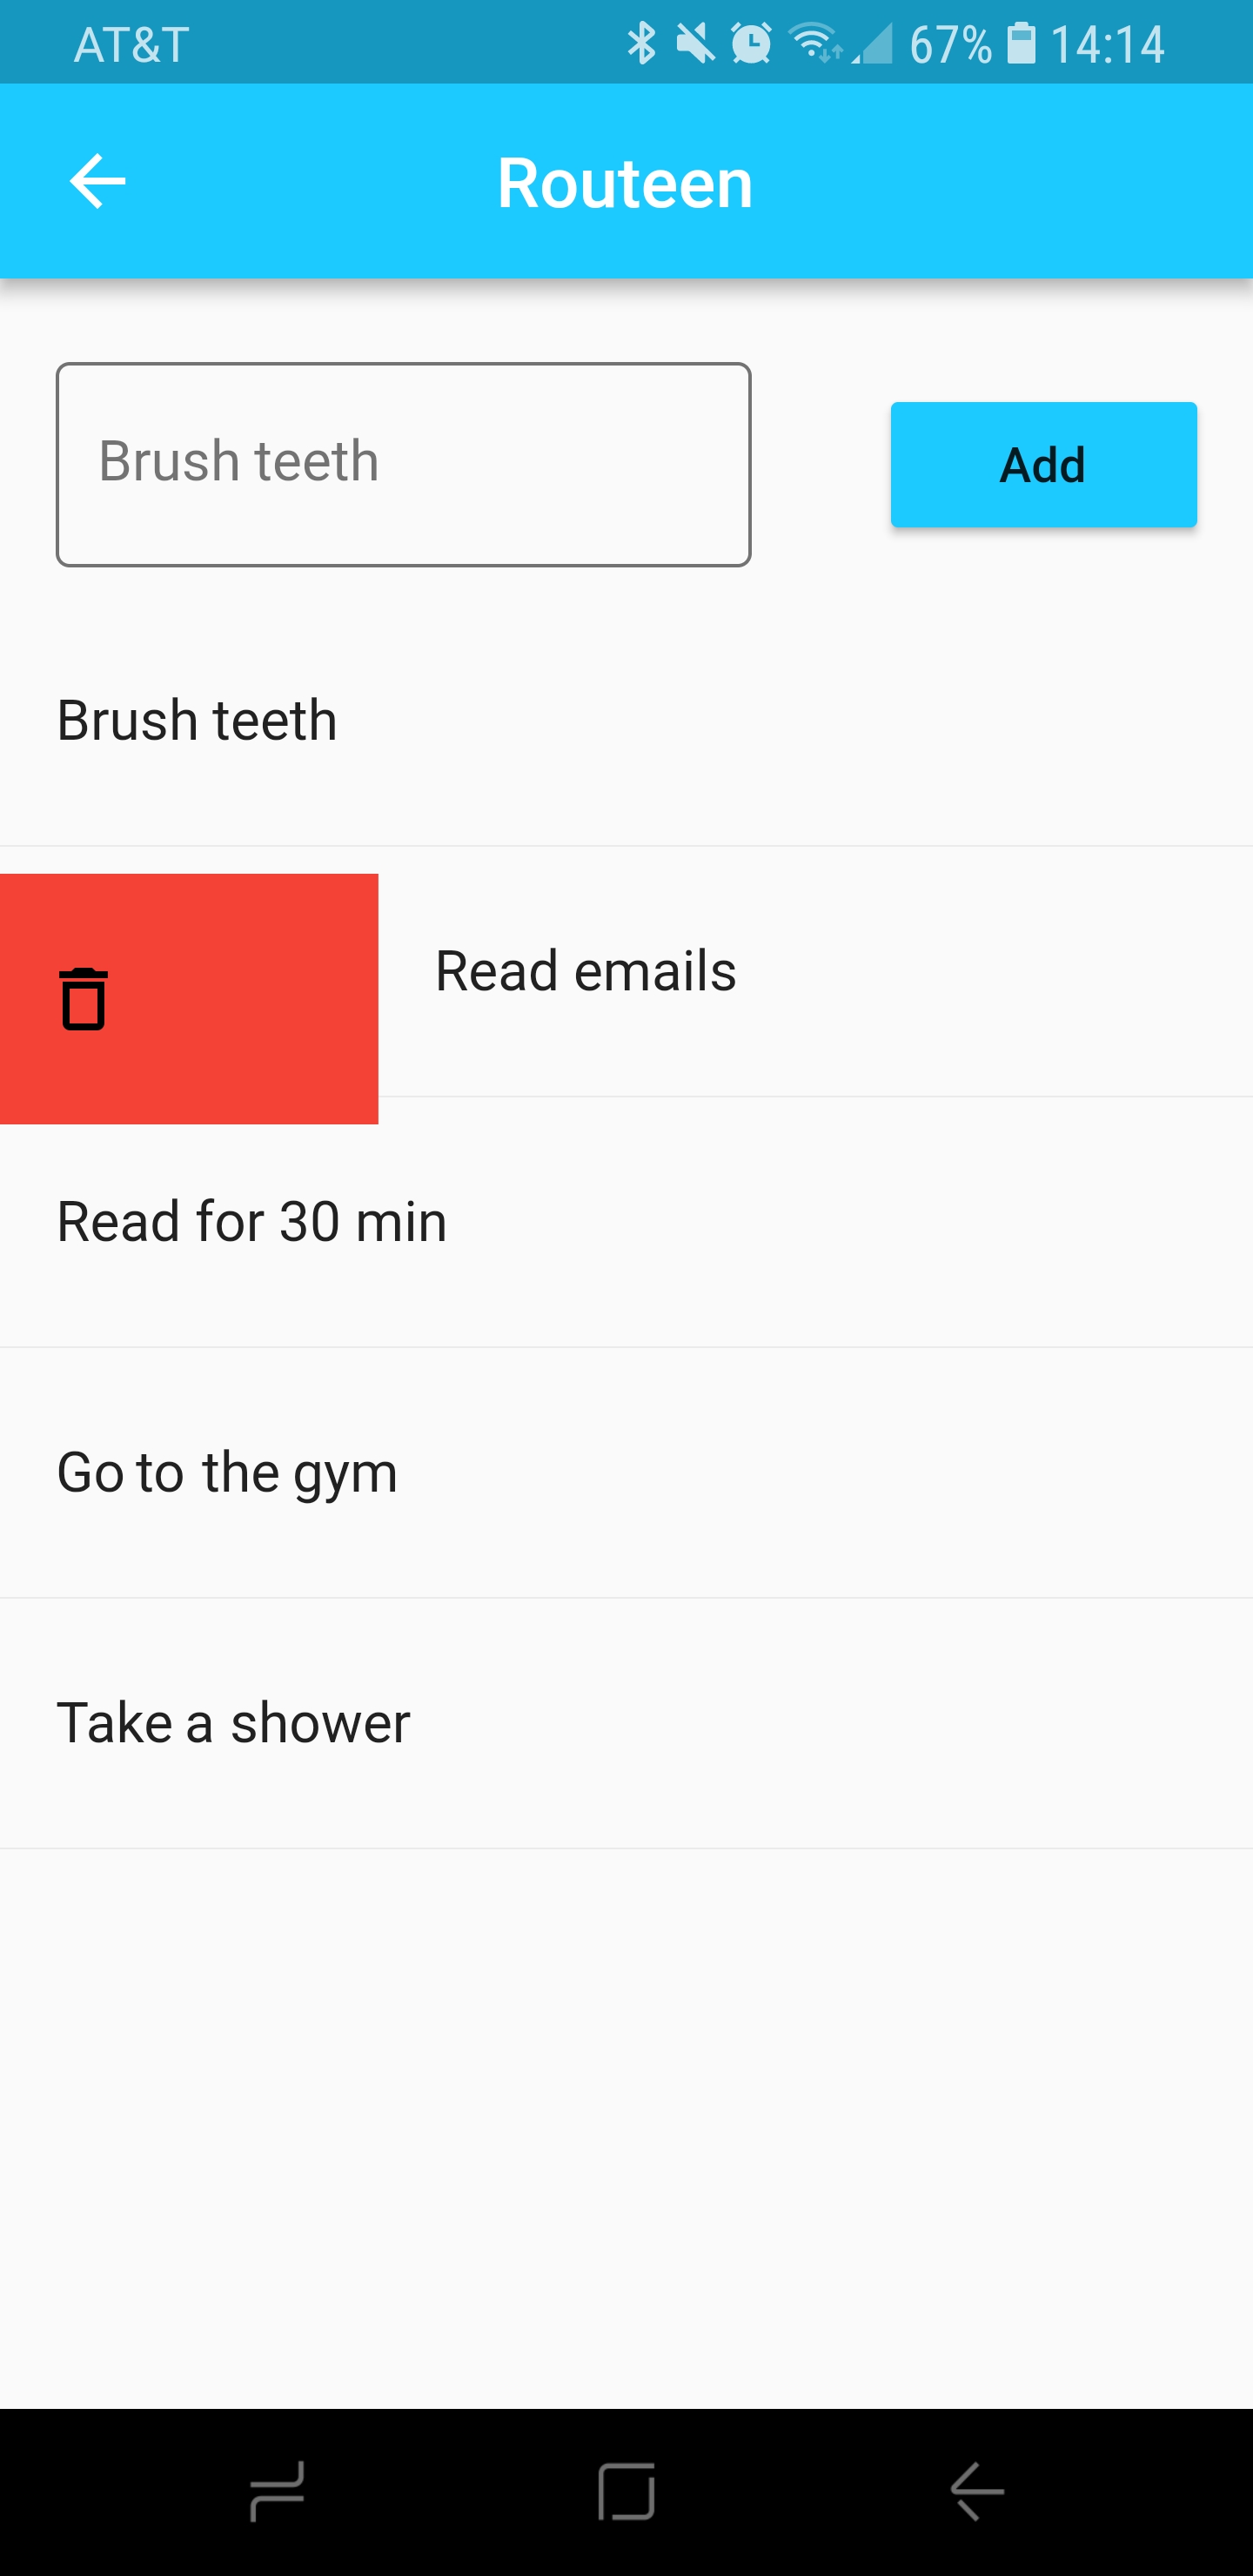 AT&T 67% 14:14
Routeen
Brush teeth
Add
Brush teeth
Read emails
Read for 30 min
Go to the gym
Take a shower